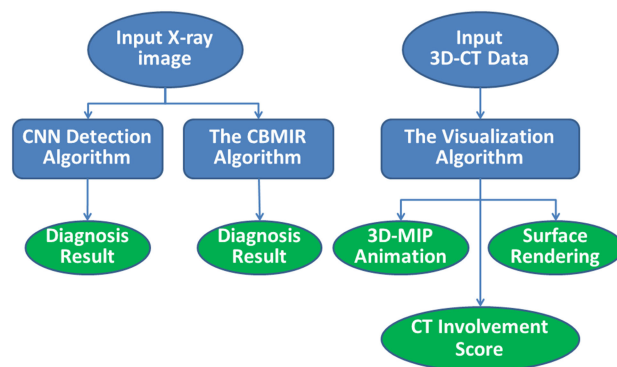 Input X-ray
image
Input
3D-CT Data
CNN Detection
Algorithm
The CBMIR
Algorithm
The Visualization
Algorithm
Diagnosis
Result
Diagnosis
Result
3D-MIP
Animation
Surface
Rendering
CT Involvement
Score